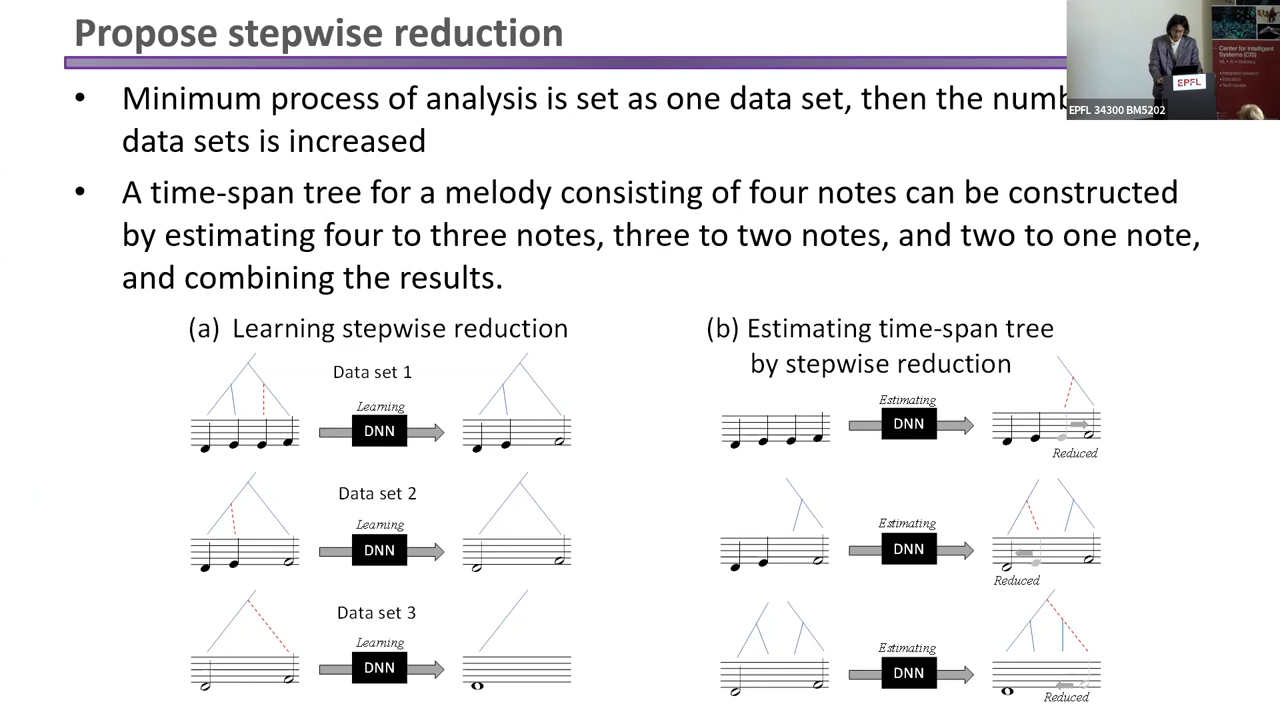 Propose stepwise reduction
• Minimum process of analysis is set as one data set, then the
data sets is increased
• A time-span tree for a melody consisting of four notes can be constructed
by estimating four to three notes, three to two notes, and two to one note,
and combining the results.
(a) Learning stepwise reduction
Data set 1
Learning
DNN
Data set 2
Learning
DNN
Data set 3
Learning
DNN
(b) Estimating time-span tree
by stepwise reduction
Estimating
DNN
Reduced
Estimating
DNN
Reduced
Estimating
DNN
Reduced
Center for Intelligent
Systems (CIS)
EPFL
EPFL 34300 BM5202